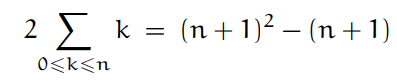 2 ∑_{0⩽k⩽n} k = (n + 1)² – (n + 1)